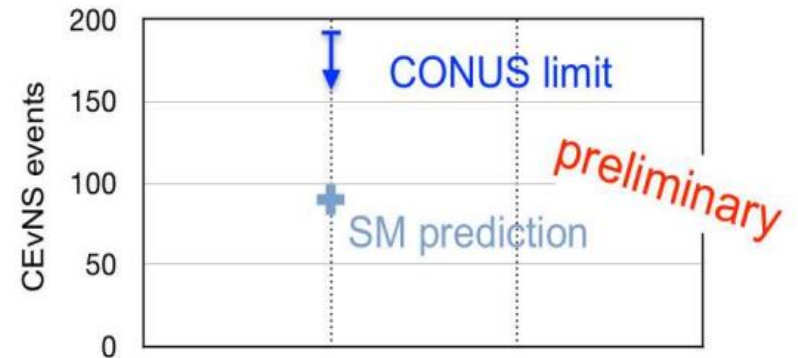 200
CONUS limit
150
preliminary
100
SM prediction
50
0
CEvNS events